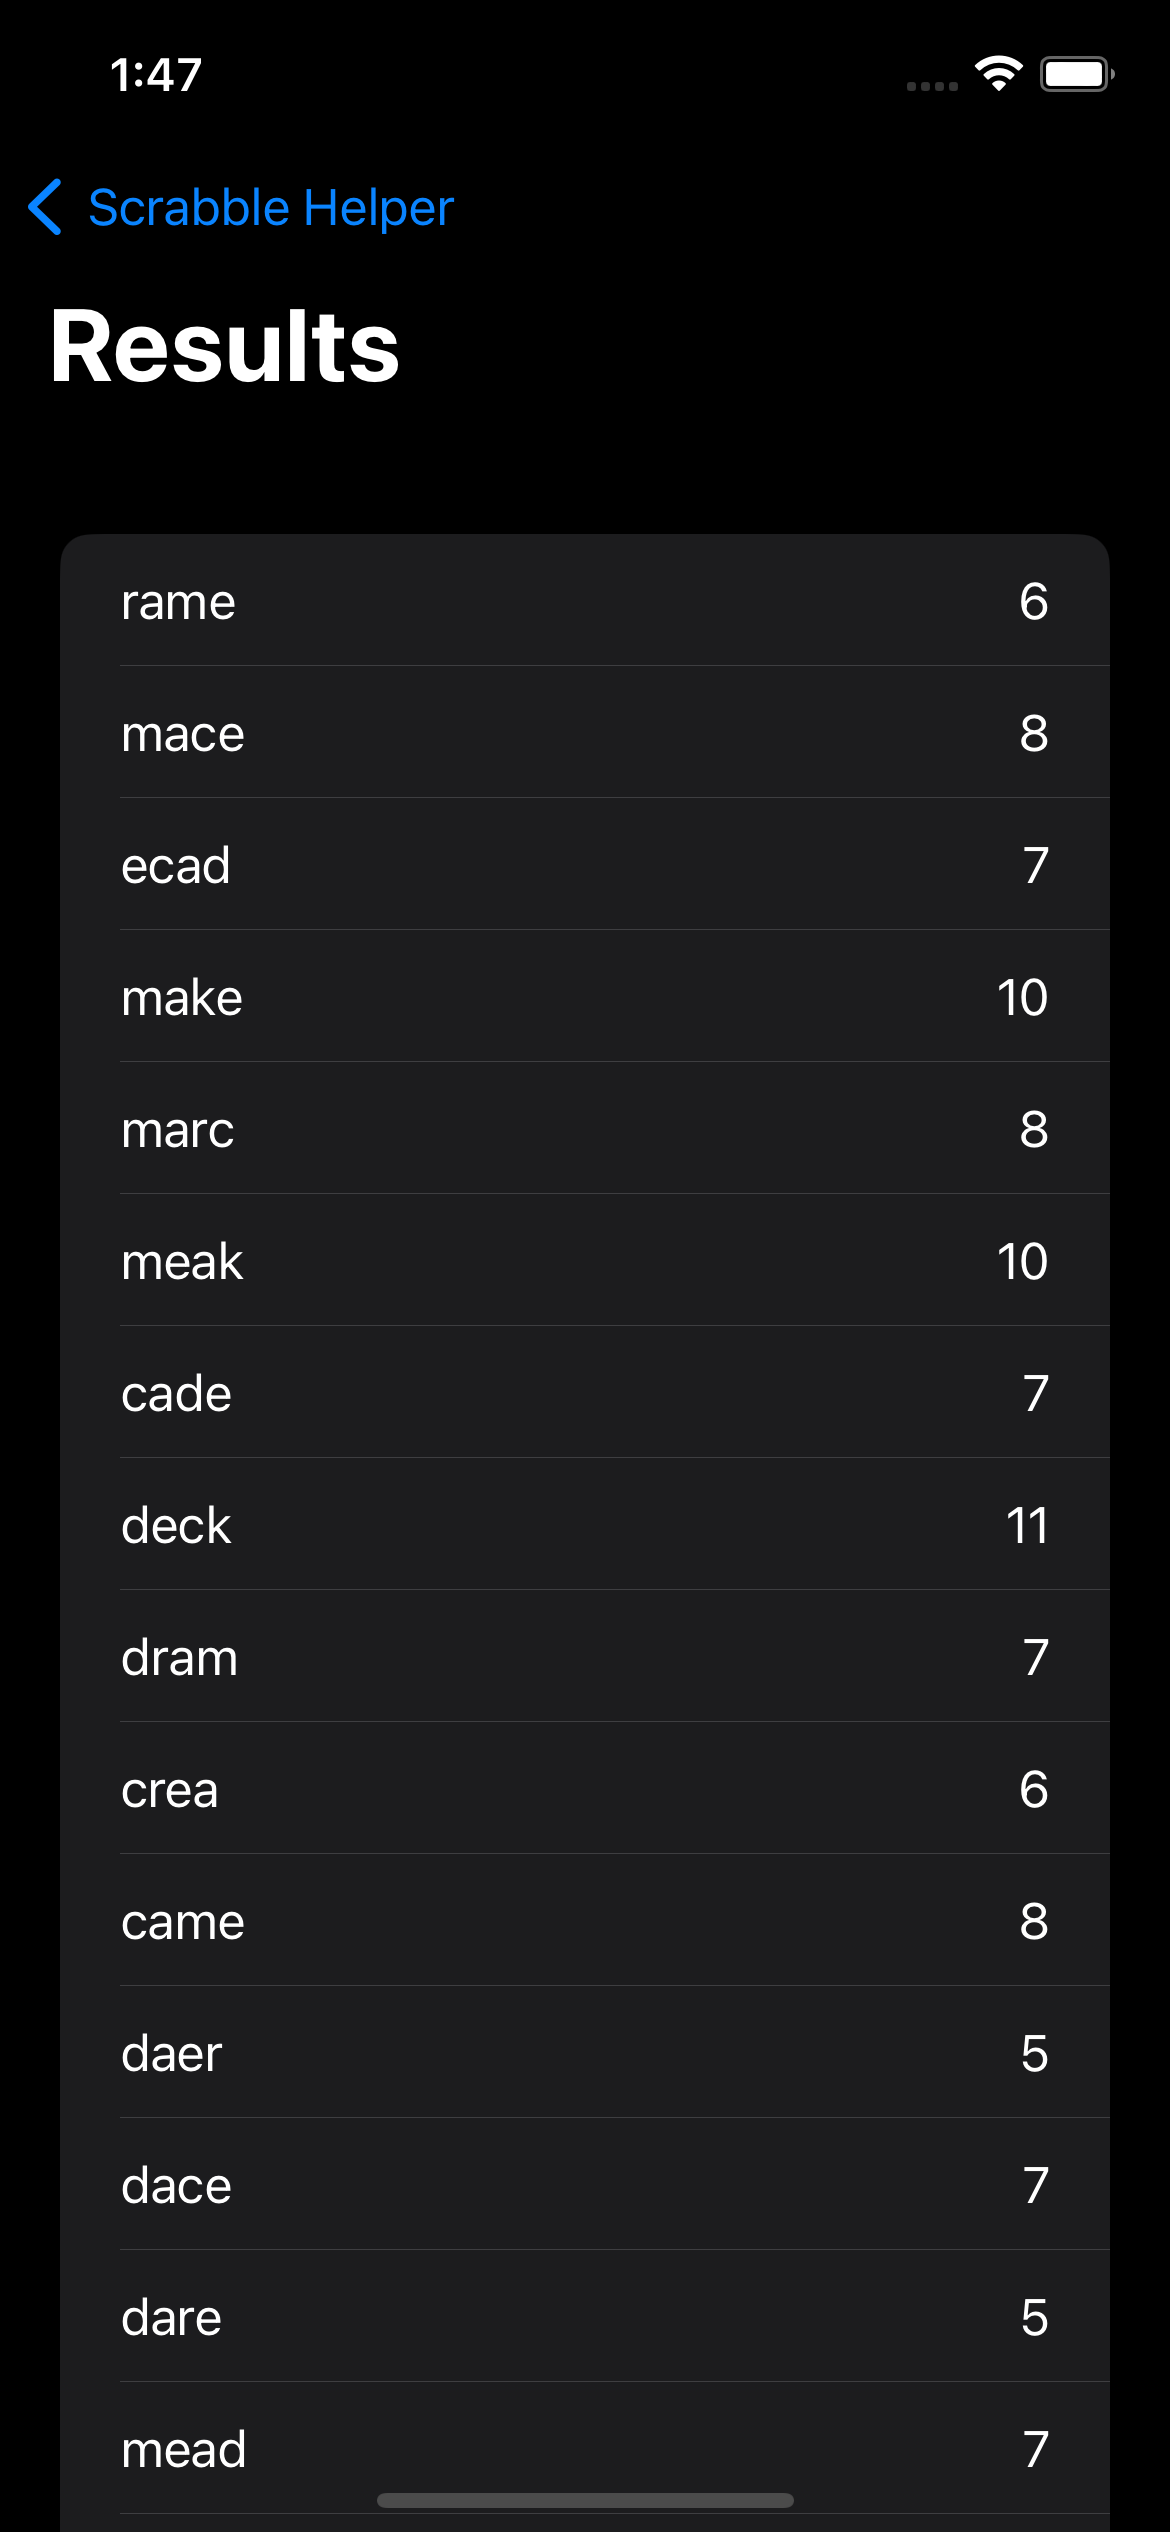 1:47
Scrabble Helper
Results
rame 6
mace 8
ecad 7
make 10
marc 8
meak 10
cade 7
deck 11
dram 7
crea 6
came 8
daer 5
dace 7
dare 5
mead 7